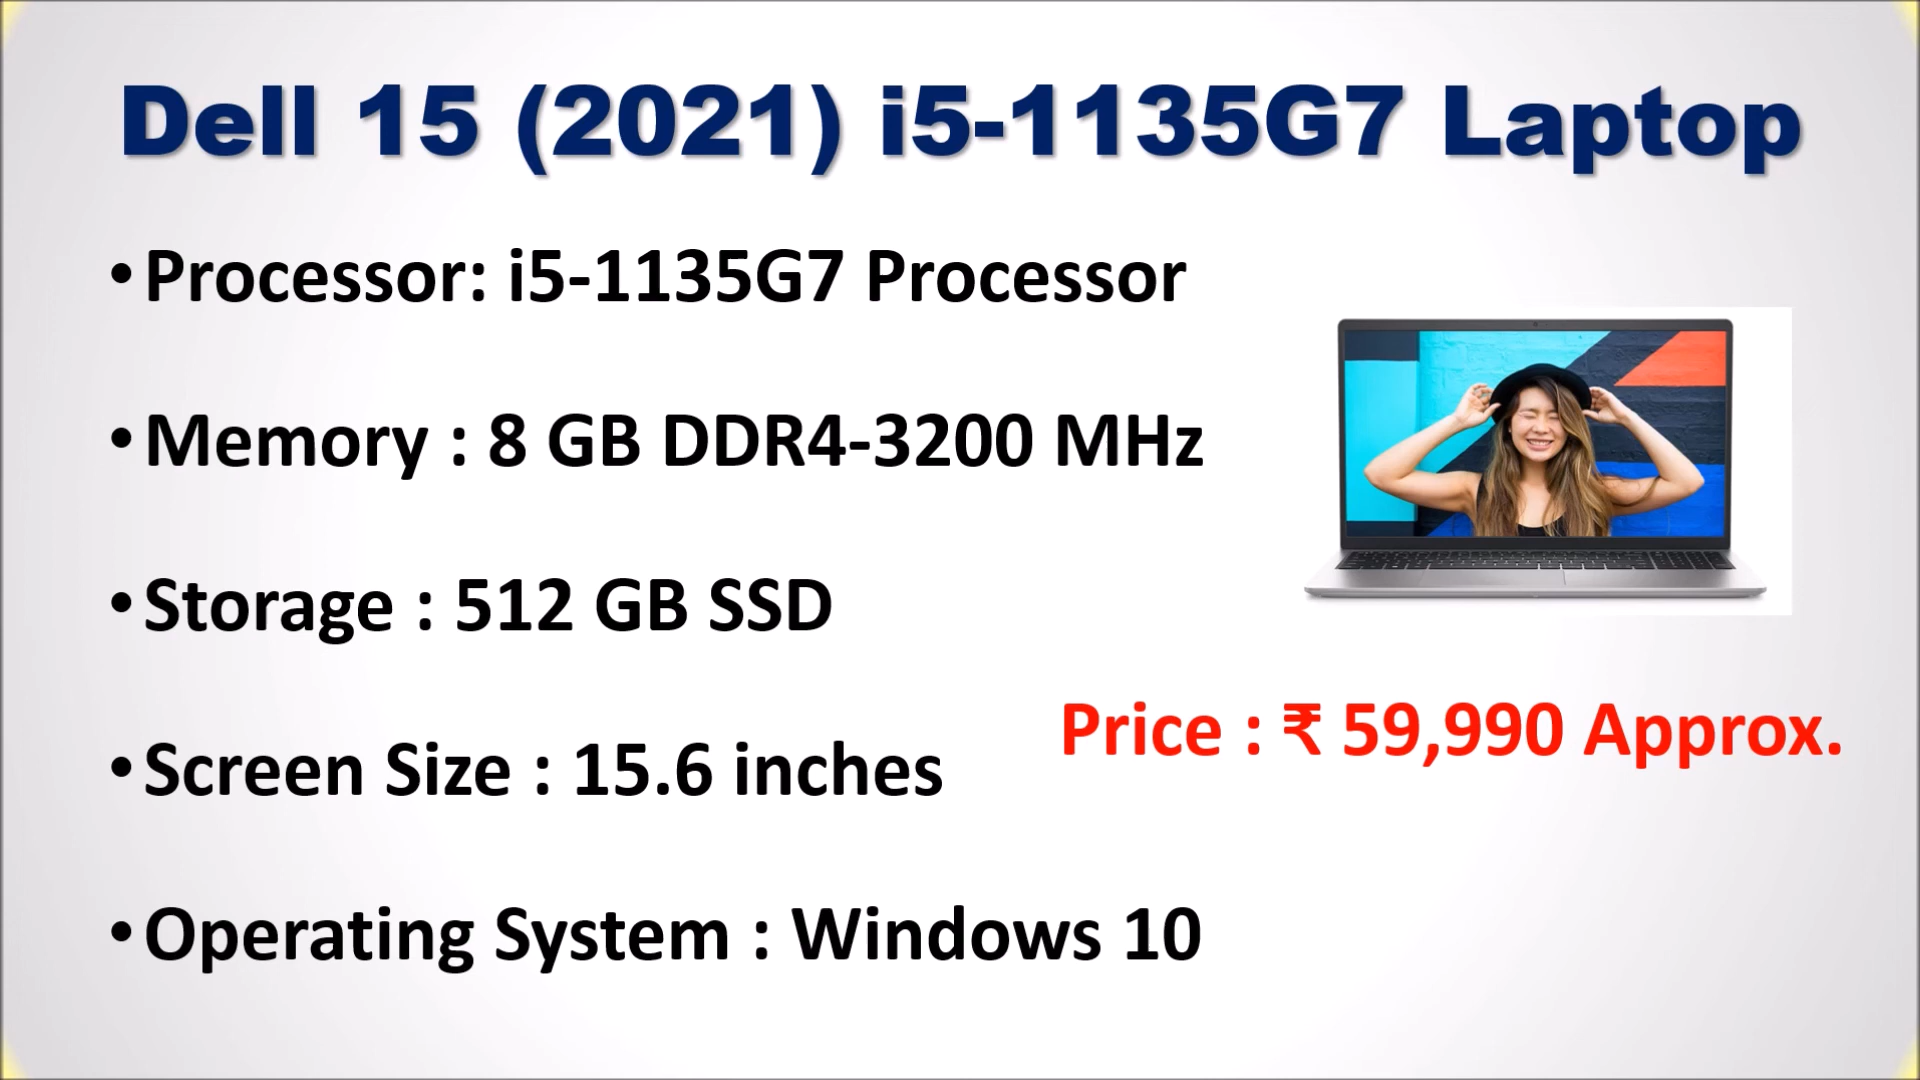 Dell 15 (2021) i5-1135G7 Laptop
•Processor: i5-1135G7 Processor
•Memory : 8 GB DDR4-3200 MHz
•Storage : 512 GB SSD
Price : ₹ 59,990 Approx.
•Screen Size : 15.6 inches
•Operating System : Windows 10